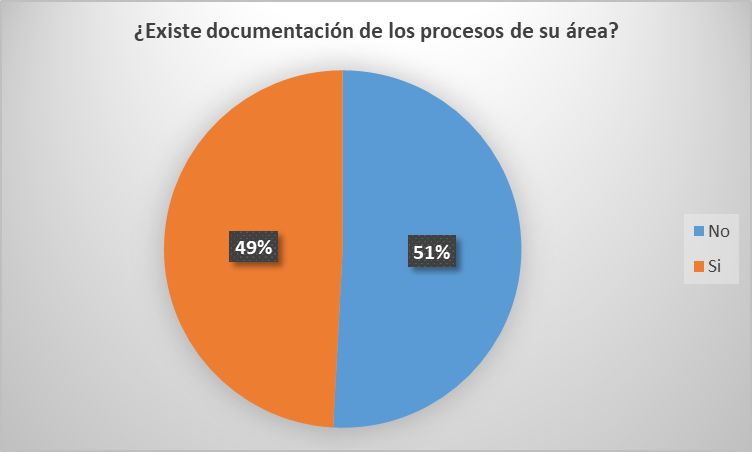 ¿Existe documentación de los procesos de su área?
49%
51%
No
Si